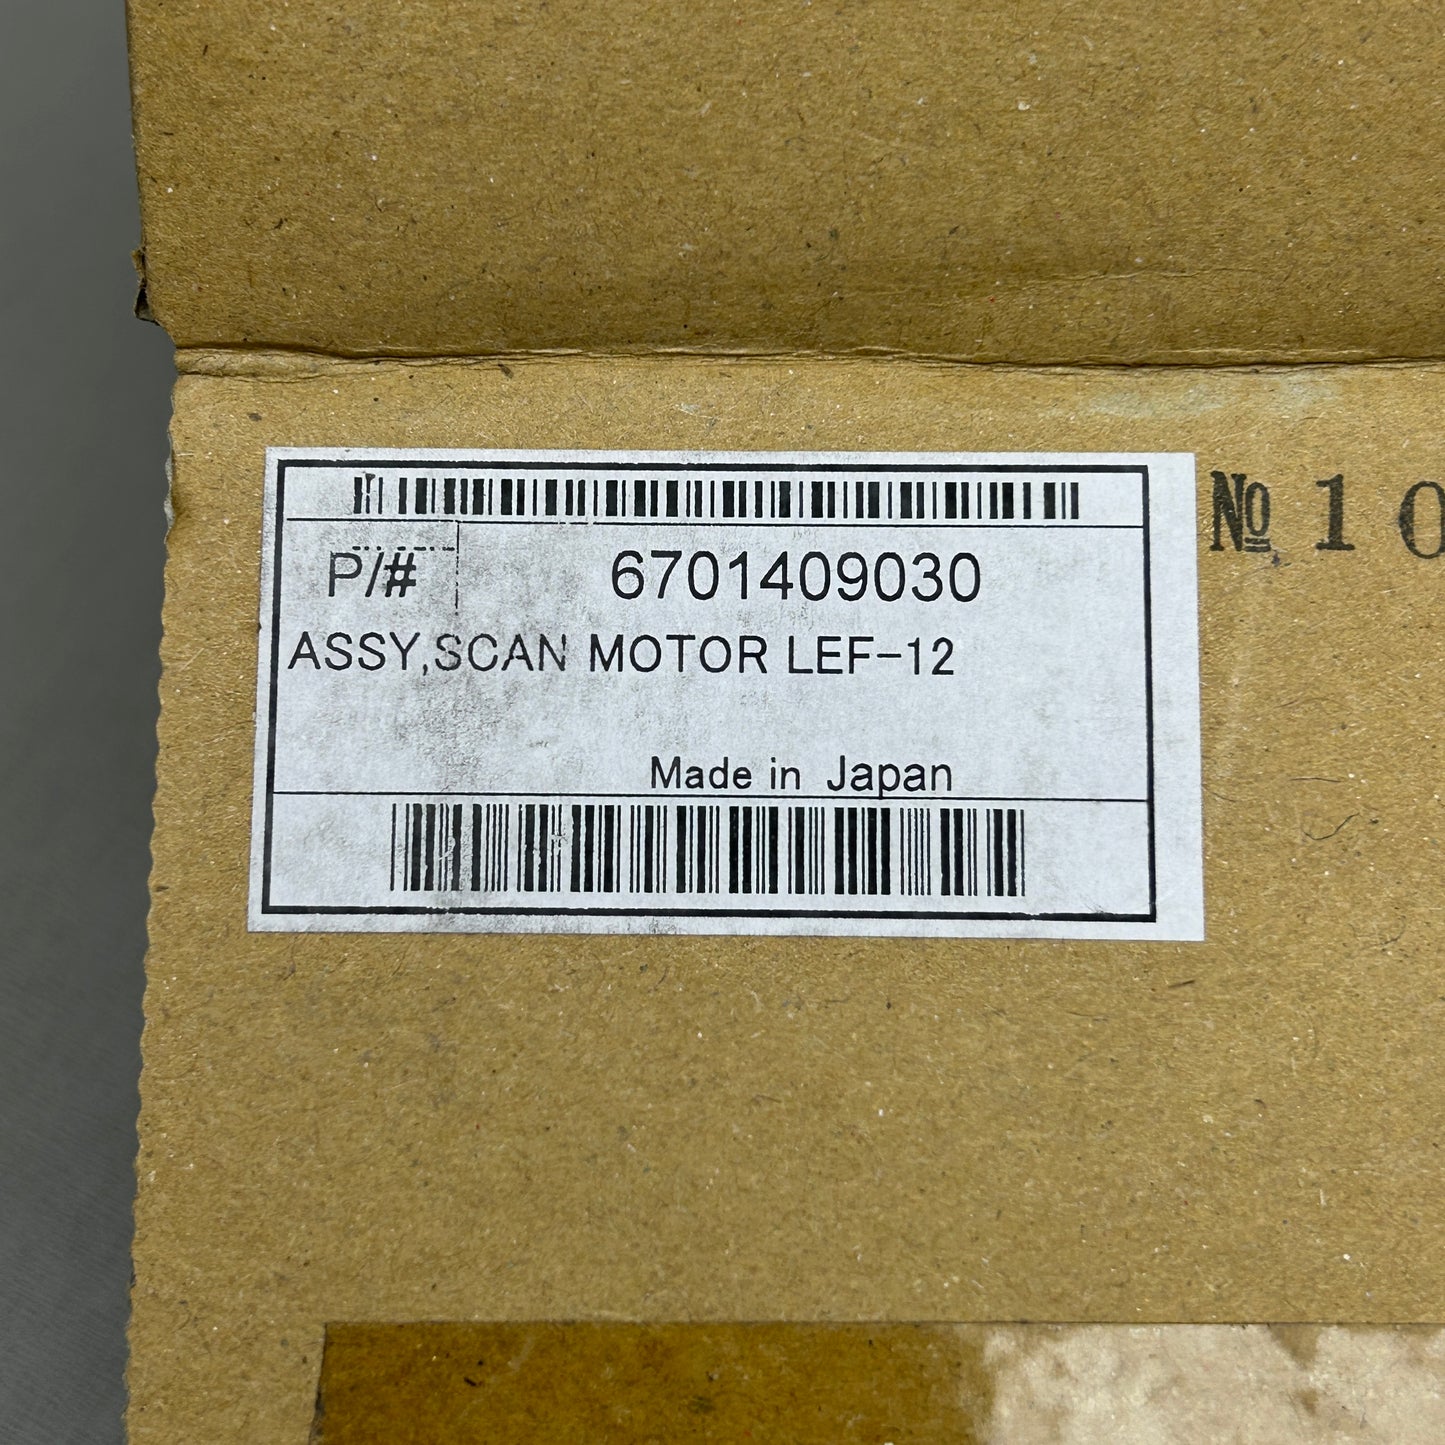 P/# 6701409030
ASSY,SCAN MOTOR LEF-12
Made in Japan
№ 10